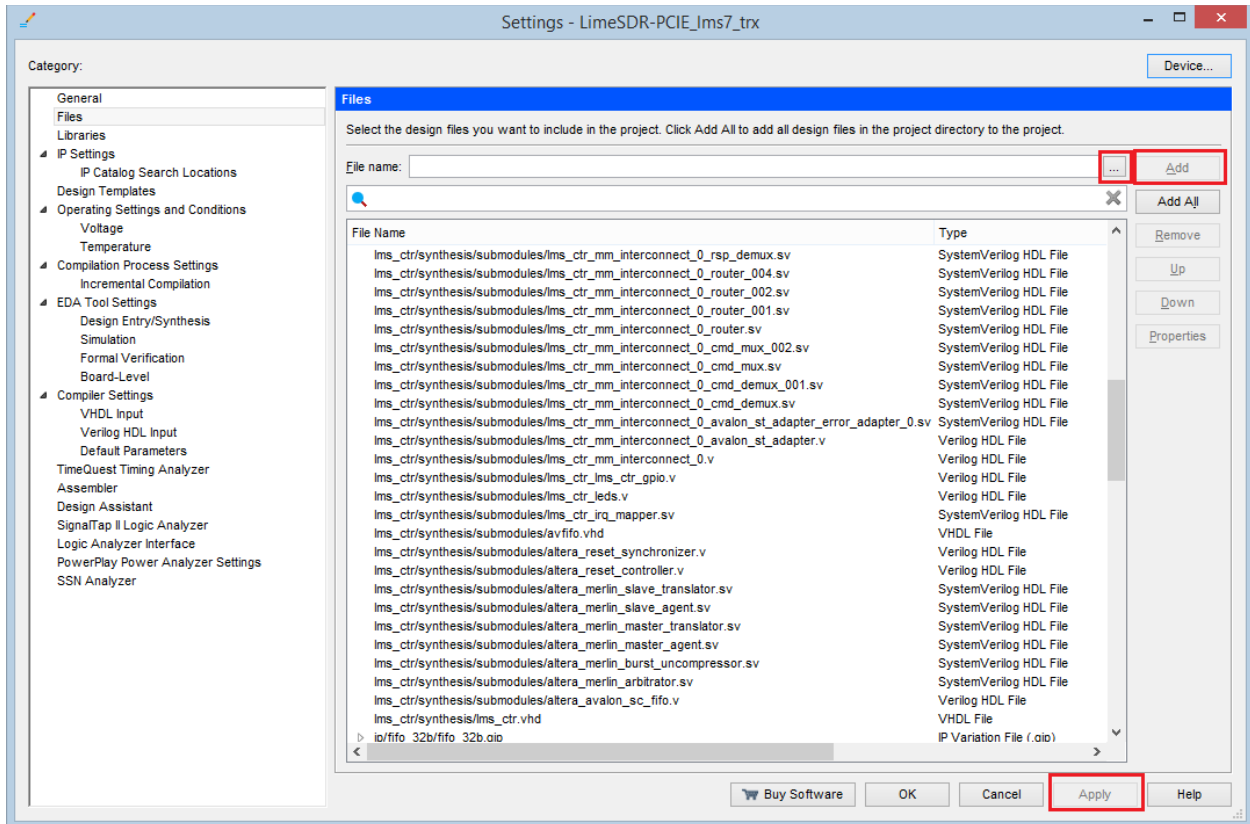 Settings - LimeSDR-PCIE_lms7_trx
Category:
Device...
General
Files
Libraries
IP Settings
IP Catalog Search Locations
Design Templates
Operating Settings and Conditions
Voltage
Temperature
Compilation Process Settings
Incremental Compilation
EDA Tool Settings
Design Entry/Synthesis
Simulation
Formal Verification
Board-Level
Compiler Settings
VHDL Input
Verilog HDL Input
Default Parameters
TimeQuest Timing Analyzer
Assembler
Design Assistant
SignalTap II Logic Analyzer
Logic Analyzer Interface
PowerPlay Power Analyzer Settings
SSN Analyzer
Files
Select the design files you want to include in the project. Click Add All to add all design files in the project directory to the project.
File name: ... Add
Add All
Remove
Up
Down
Properties
File Name Type
lms_ctr/synthesis/submodules/lms_ctr_mm_interconnect_0_rsp_demux.sv SystemVerilog HDL File
lms_ctr/synthesis/submodules/lms_ctr_mm_interconnect_0_router_004.sv SystemVerilog HDL File
lms_ctr/synthesis/submodules/lms_ctr_mm_interconnect_0_router_002.sv SystemVerilog HDL File
lms_ctr/synthesis/submodules/lms_ctr_mm_interconnect_0_router_001.sv SystemVerilog HDL File
lms_ctr/synthesis/submodules/lms_ctr_mm_interconnect_0_router.sv SystemVerilog HDL File
lms_ctr/synthesis/submodules/lms_ctr_mm_interconnect_0_cmd_mux_002.sv SystemVerilog HDL File
lms_ctr/synthesis/submodules/lms_ctr_mm_interconnect_0_cmd_mux.sv SystemVerilog HDL File
lms_ctr/synthesis/submodules/lms_ctr_mm_interconnect_0_cmd_demux_001.sv SystemVerilog HDL File
lms_ctr/synthesis/submodules/lms_ctr_mm_interconnect_0_cmd_demux.sv SystemVerilog HDL File
lms_ctr/synthesis/submodules/lms_ctr_mm_interconnect_0_avalon_st_adapter_error_adapter_0.sv SystemVerilog HDL File
lms_ctr/synthesis/submodules/lms_ctr_mm_interconnect_0_avalon_st_adapter.v Verilog HDL File
lms_ctr/synthesis/submodules/lms_ctr_mm_interconnect_0.v Verilog HDL File
lms_ctr/synthesis/submodules/lms_ctr_lms_ctr_gpio.v Verilog HDL File
lms_ctr/synthesis/submodules/lms_ctr_leds.v Verilog HDL File
lms_ctr/synthesis/submodules/lms_ctr_irq_mapper.sv SystemVerilog HDL File
lms_ctr/synthesis/submodules/avfifo.vhd VHDL File
lms_ctr/synthesis/submodules/altera_reset_synchronizer.v Verilog HDL File
lms_ctr/synthesis/submodules/altera_reset_controller.v Verilog HDL File
lms_ctr/synthesis/submodules/altera_merlin_slave_translator.sv SystemVerilog HDL File
lms_ctr/synthesis/submodules/altera_merlin_slave_agent.sv SystemVerilog HDL File
lms_ctr/synthesis/submodules/altera_merlin_master_translator.sv SystemVerilog HDL File
lms_ctr/synthesis/submodules/altera_merlin_master_agent.sv SystemVerilog HDL File
lms_ctr/synthesis/submodules/altera_merlin_burst_uncompressor.sv SystemVerilog HDL File
lms_ctr/synthesis/submodules/altera_merlin_arbitrator.sv SystemVerilog HDL File
lms_ctr/synthesis/submodules/altera_avalon_sc_fifo.v Verilog HDL File
lms_ctr/synthesis/lms_ctr.vhd VHDL File
ip/fifo_32b/fifo_32b.qip IP Variation File (.qip)
Buy Software OK Cancel Apply Help